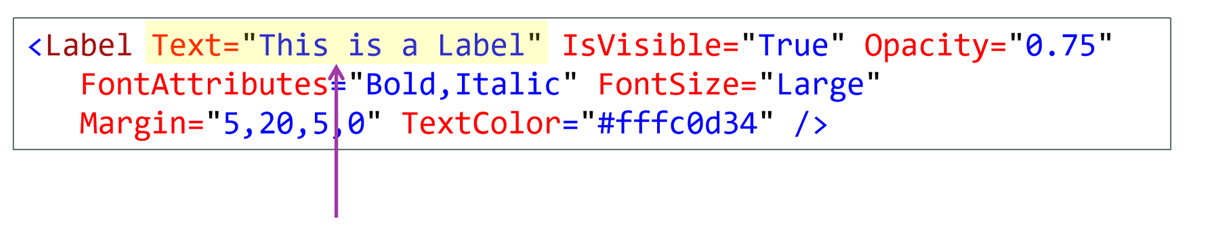 <Label Text="This is a Label" IsVisible="True" Opacity="0.75"
FontAttributes="Bold,Italic" FontSize="Large"
Margin="5,20,5,0" TextColor="#fffc0d34" />